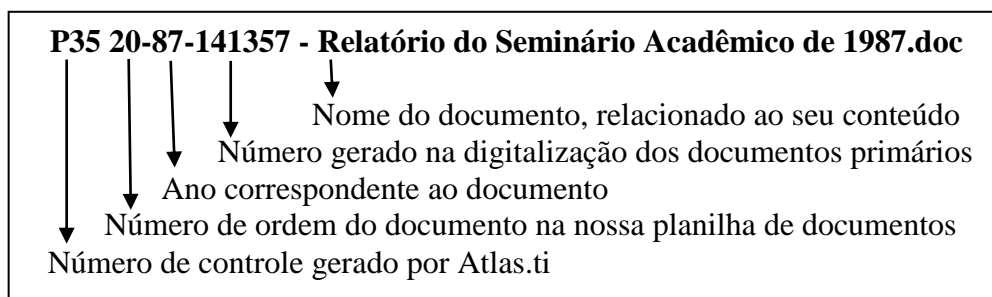 P35 20-87-141357 - Relatório do Seminário Acadêmico de 1987.doc
Nome do documento, relacionado ao seu conteúdo
Número gerado na digitalização dos documentos primários
Ano correspondente ao documento
Número de ordem do documento na nossa planilha de documentos
Número de controle gerado por Atlas.ti